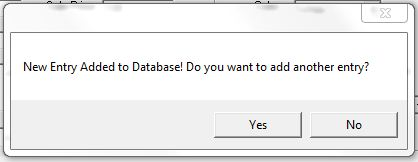 New Entry Added to Database! Do you want to add another entry?
Yes No